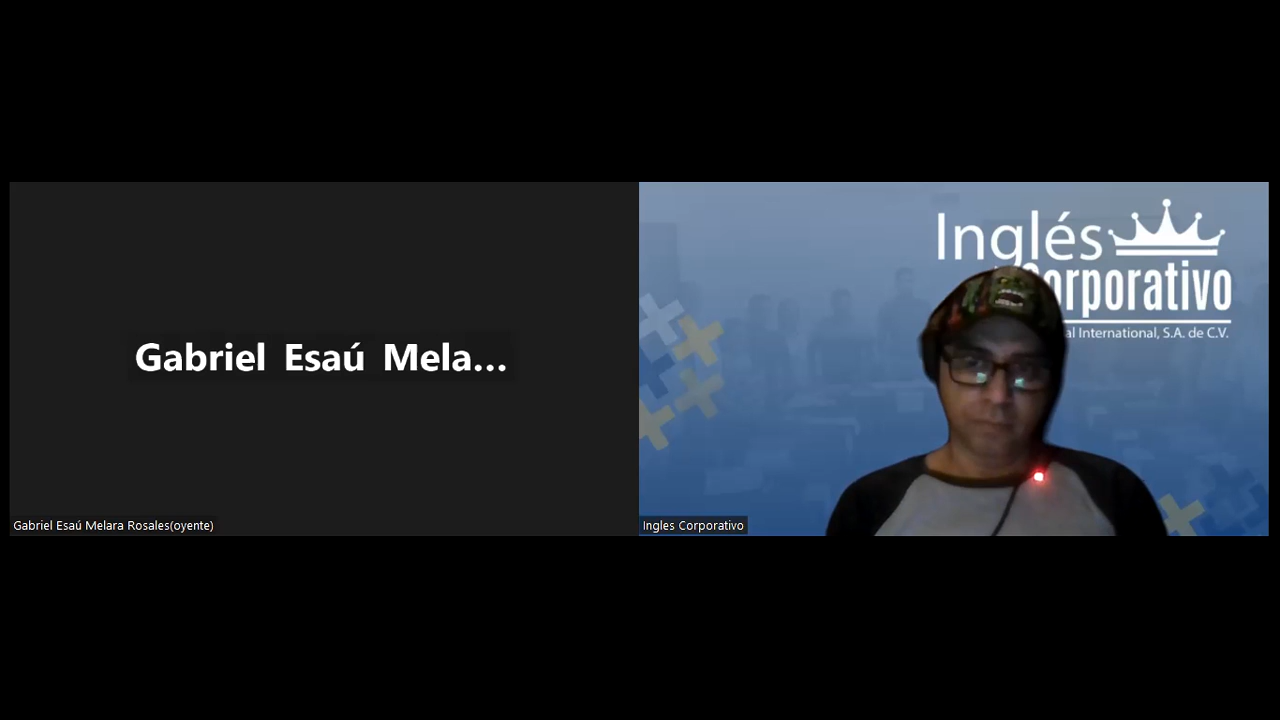 Gabriel Esaú Mela...
Gabriel Esaú Melara Rosales(oyente)
Inglés
Corporativo
al International, S.A. de C.V.
Ingles Corporativo